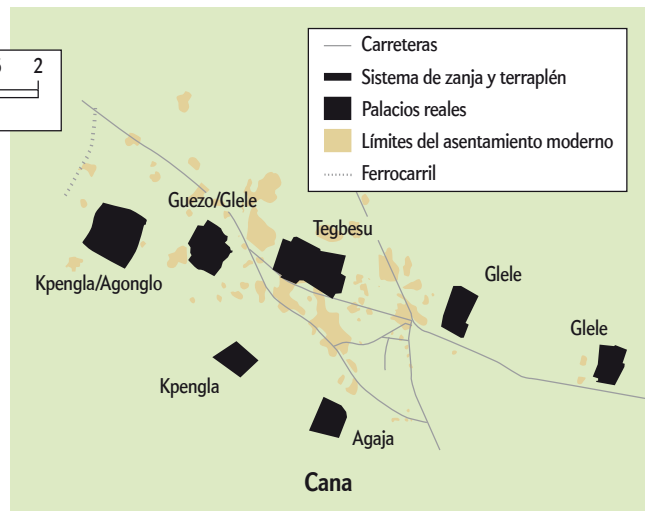 2
Carreteras
Sistema de zanja y terraplén
Palacios reales
Límites del asentamiento moderno
Ferrocarril
Guezo/Glele
Tegbesu
Kpengla/Agonglo
Glele
Glele
Kpengla
Agaja
Cana